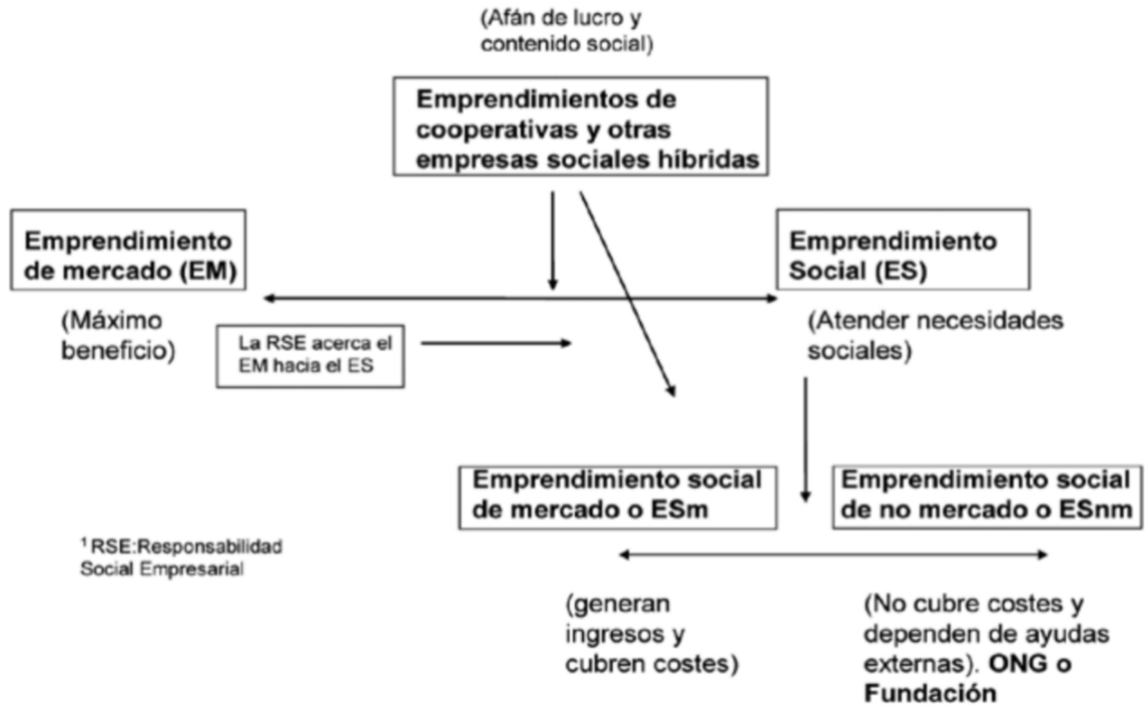 (Afán de lucro y
contenido social)
Emprendimientos de
cooperativas y otras
empresas sociales híbridas
Emprendimiento
de mercado (EM)
Emprendimiento
Social (ES)
(Máximo
beneficio)
La RSE acerca el
EM hacia el ES
(Atender necesidades
sociales)
Emprendimiento social
de mercado o ESm
Emprendimiento social
de no mercado o ESnm
¹ RSE:Responsabilidad
Social Empresarial
(generan
ingresos y
cubren costes)
(No cubre costes y
dependen de ayudas
externas). ONG o
Fundación